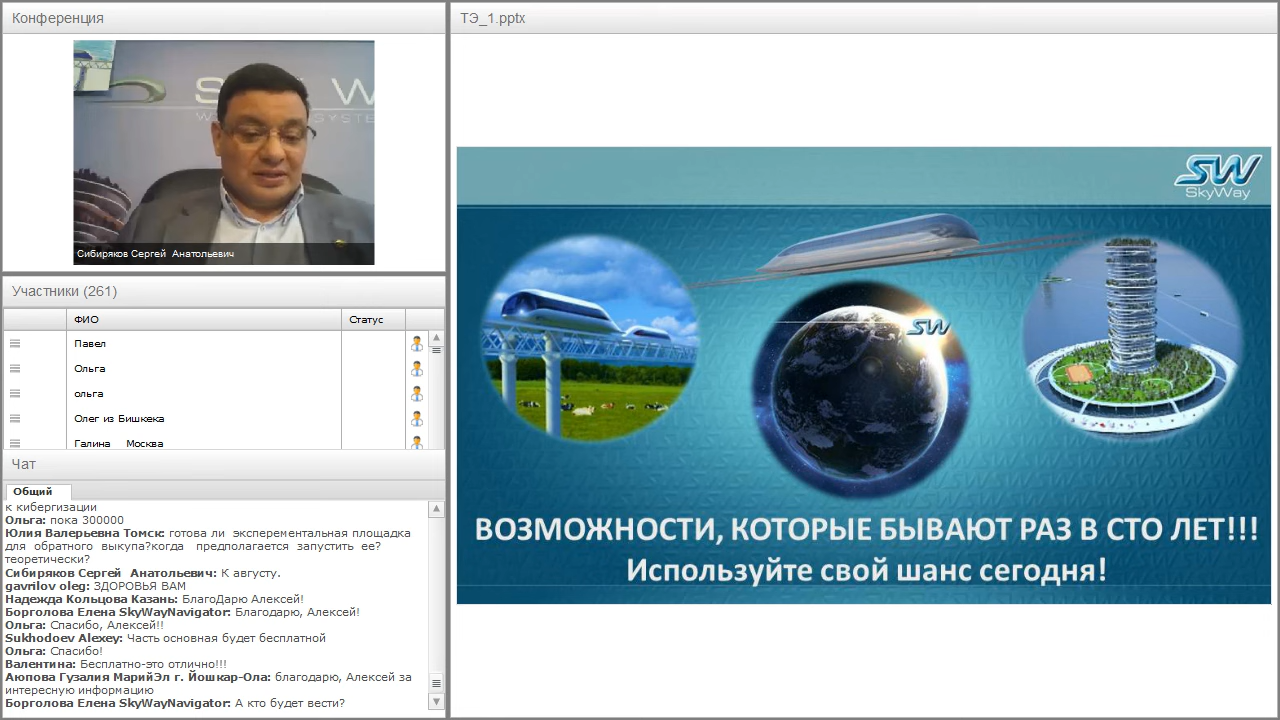 Конференция
S W
Сибиряков Сергей Анатольевич
Участники (261)
ФИО
Статус
Павел
Ольга
ольга
Олег из Бишкека
Галина Москва
Чат
Общий
к кибергизации
Ольга: пока 300000
Юлия Валерьевна Томск: готова ли эксперементальная площадка
для обратного выкупа?когда предполагается запустить ее?
теоретически?
Сибиряков Сергей Анатольевич: К августу.
gavrilov oleg: ЗДОРОВЬЯ ВАМ
Надежда Кольцова Казань: БлагоДарю Алексей!
Борголова Елена SkyWayNavigator: Благодарю, Алексей!
Ольга: Спасибо, Алексей!!
Sukhodoev Alexey: Часть основная будет бесплатной
Ольга: Спасибо!
Валентина: Бесплатно-это отлично!!!
Аюпова Гузалия МарийЭл г. Йошкар-Ола: благодарю, Алексей за
интересную информацию
Борголова Елена SkyWayNavigator: А кто будет вести?
ТЭ_1.pptx
SW
SkyWay
SW
ВОЗМОЖНОСТИ, КОТОРЫЕ БЫВАЮТ РАЗ В СТО ЛЕТ!!!
Используйте свой шанс сегодня!